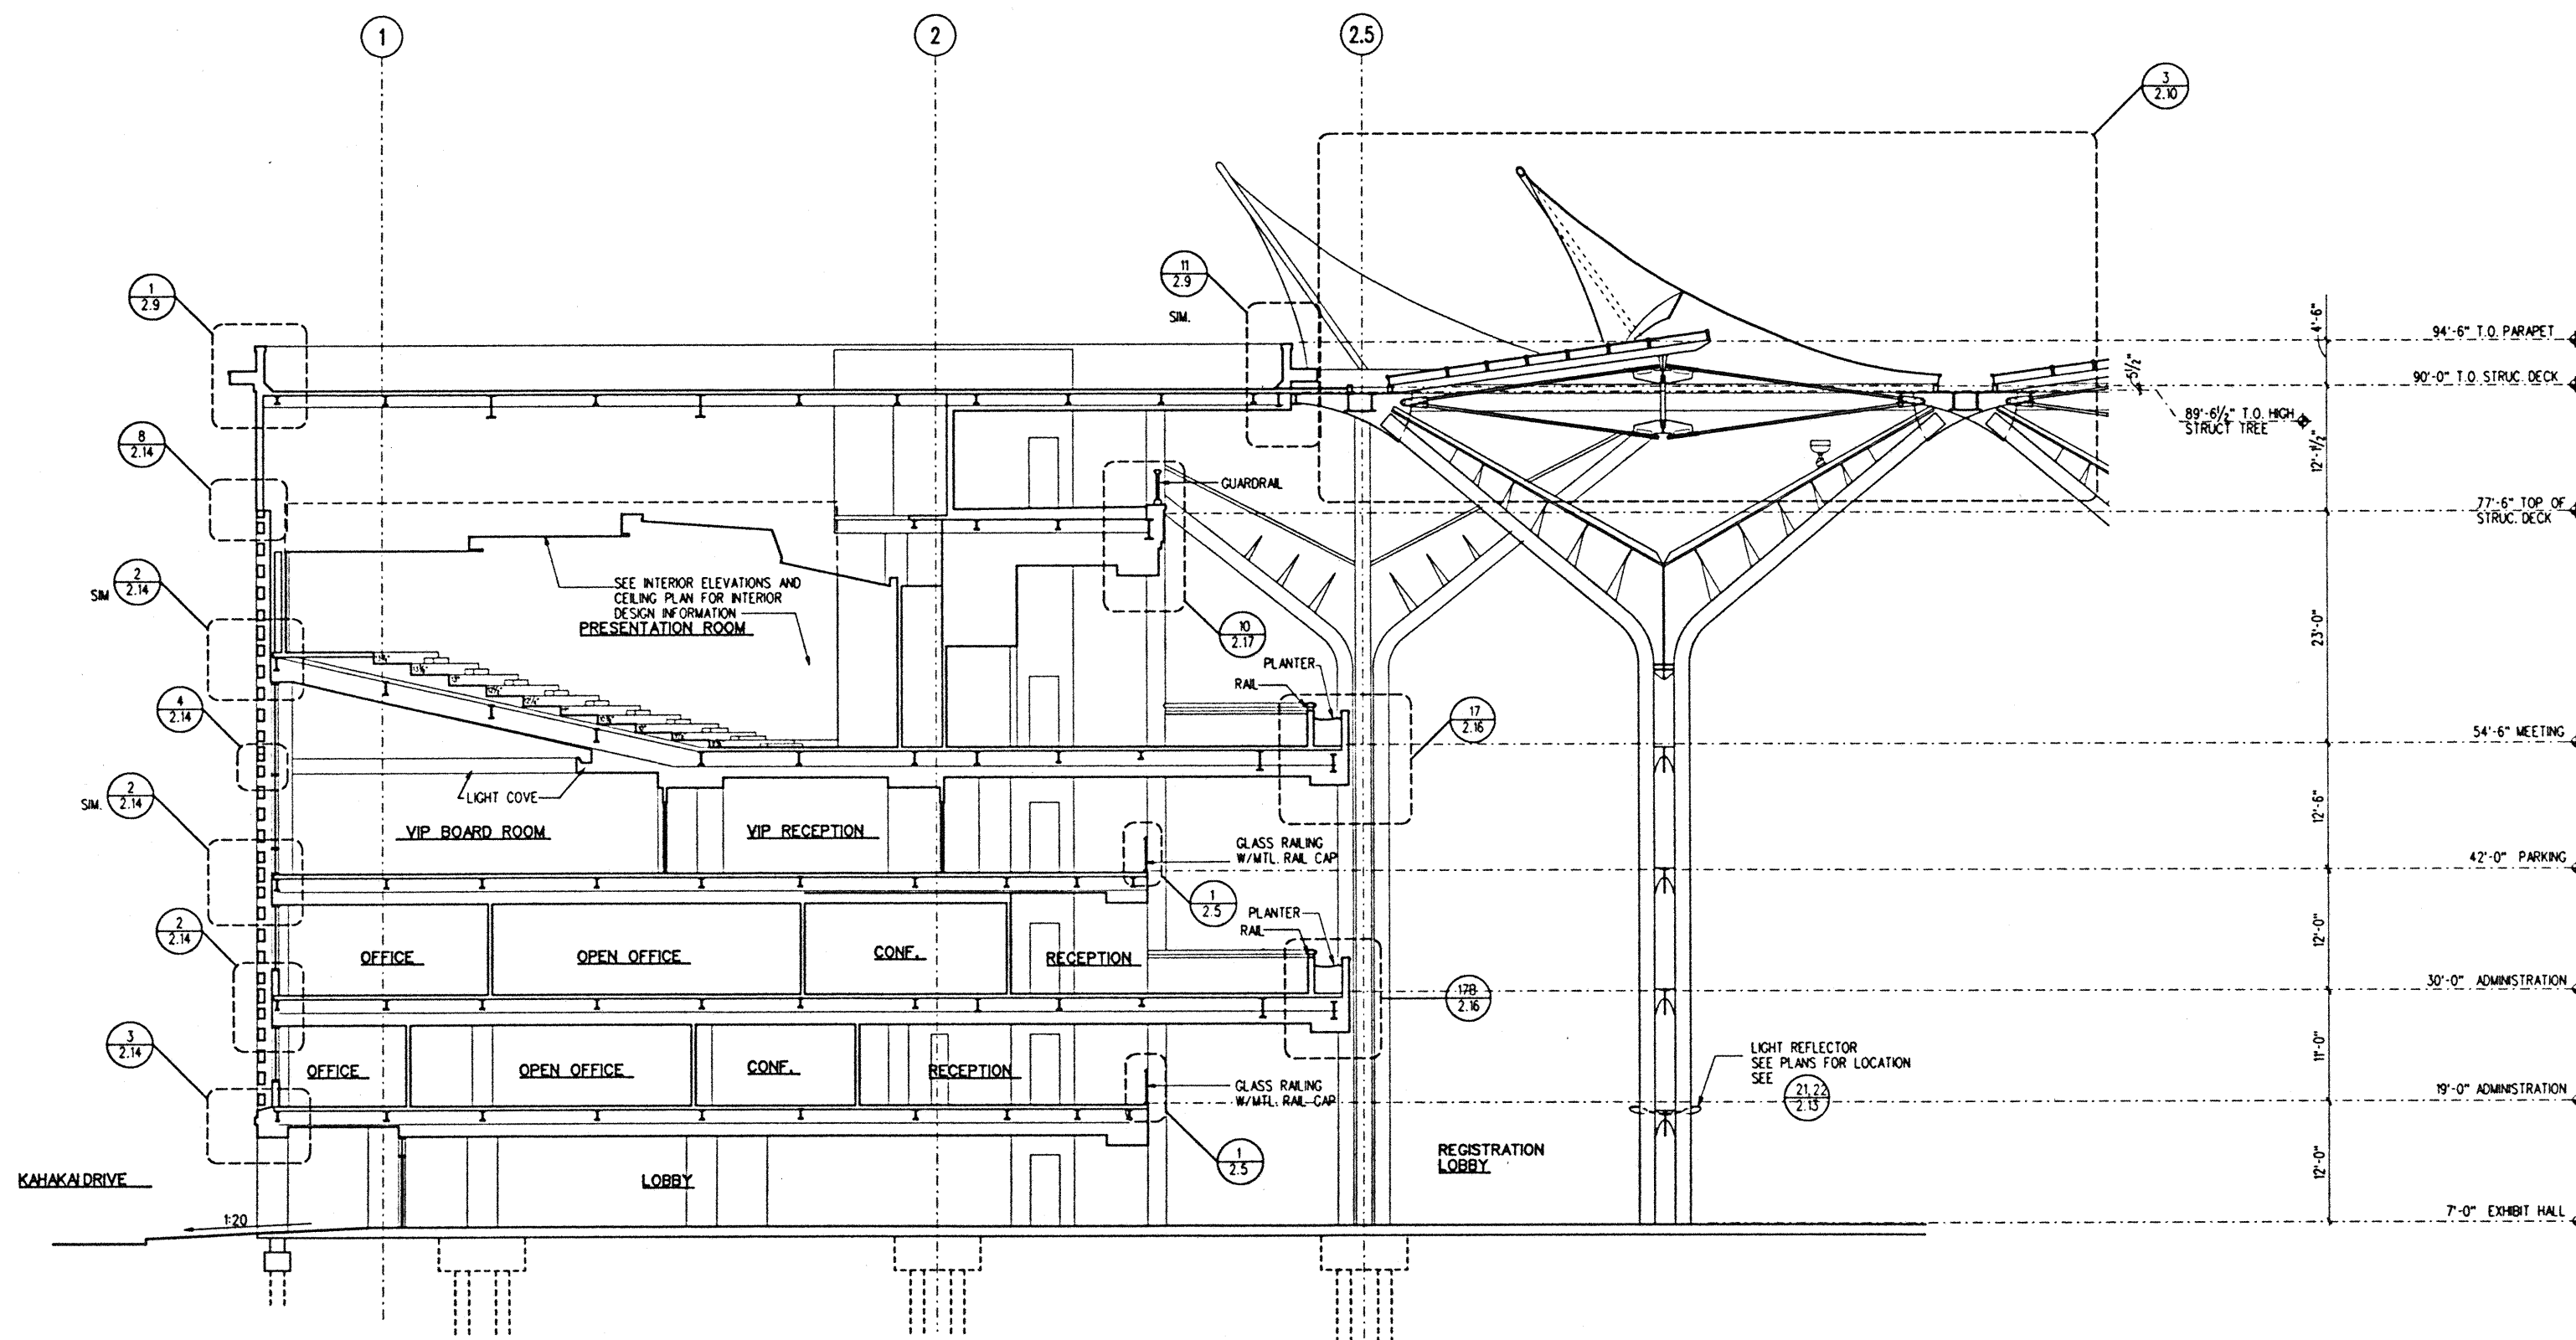 1
2
2.5
3
2.10
1
2.9
11
2.9
SIM.
4'-6"
94'-6" T.O. PARAPET
5 1/2"
90'-0" T.O. STRUC. DECK
89'-6 1/2" T.O. HIGH
STRUCT TREE
8
2.14
12'-1 1/2"
GUARDRAIL
77'-6" TOP OF
STRUC. DECK
SIM
2
2.14
SEE INTERIOR ELEVATIONS AND
CEILING PLAN FOR INTERIOR
DESIGN INFORMATION
PRESENTATION ROOM
10
2.17
23'-0"
PLANTER
RAIL
4
2.14
17
2.16
54'-6" MEETING
LIGHT COVE
SIM.
2
2.14
12'-6"
VIP BOARD ROOM
VIP RECEPTION
GLASS RAILING
W/MTL. RAIL CAP
42'-0" PARKING
1
2.5
2
2.14
PLANTER
RAIL
12'-0"
OFFICE
OPEN OFFICE
CONF.
RECEPTION
17B
2.16
30'-0" ADMINISTRATION
3
2.14
11'-0"
OFFICE
OPEN OFFICE
CONF.
RECEPTION
LIGHT REFLECTOR
SEE PLANS FOR LOCATION
SEE
21, 22
2.13
GLASS RAILING
W/MTL. RAIL CAP
19'-0" ADMINISTRATION
1
2.5
REGISTRATION
LOBBY
12'-0"
KAHAKAI DRIVE
LOBBY
1:20
7'-0" EXHIBIT HALL